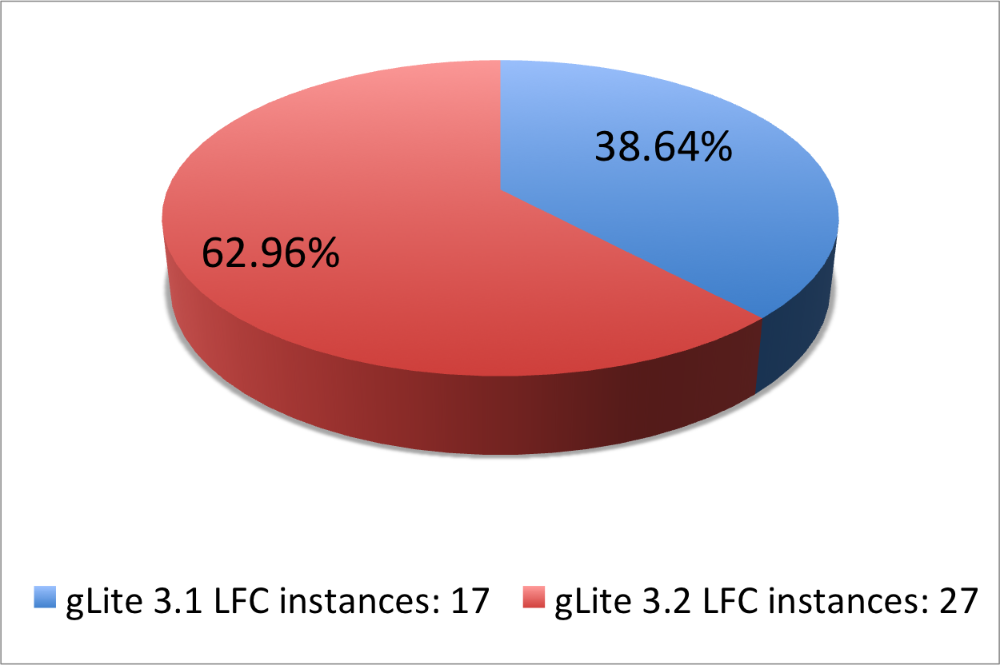 38.64%
62.96%
gLite 3.1 LFC instances: 17
gLite 3.2 LFC instances: 27